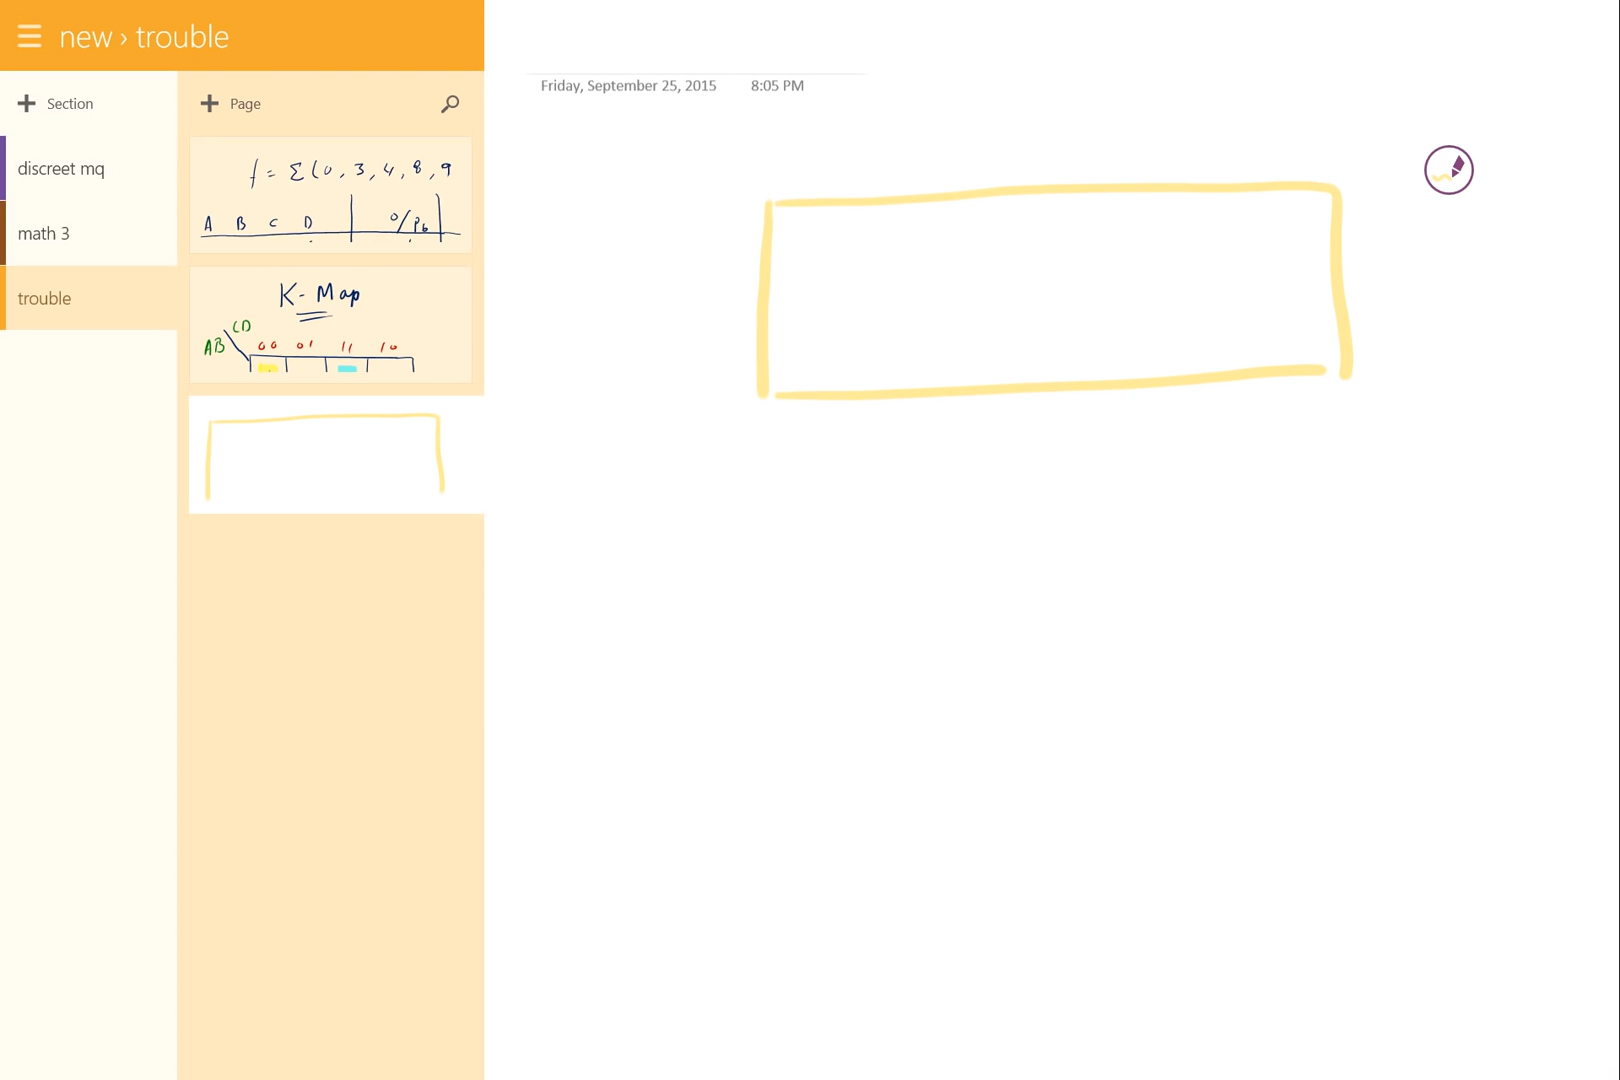 new › trouble
Section
discreet mq
math 3
trouble
Page
f = Σ(0, 3, 4, 8, 9
A B C D O/Ps
K- Map
CD
AB 00 01 11 10
Friday, September 25, 2015 8:05 PM